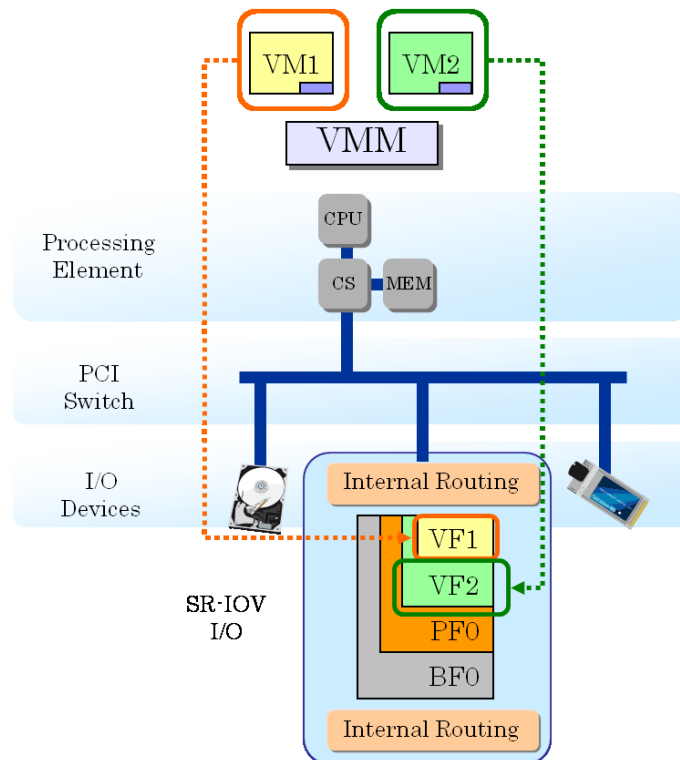 VM1
VM2
VMM
CPU
Processing
Element
CS
MEM
PCI
Switch
I/O
Devices
Internal Routing
VF1
VF2
SR-IOV
I/O
PF0
BF0
Internal Routing